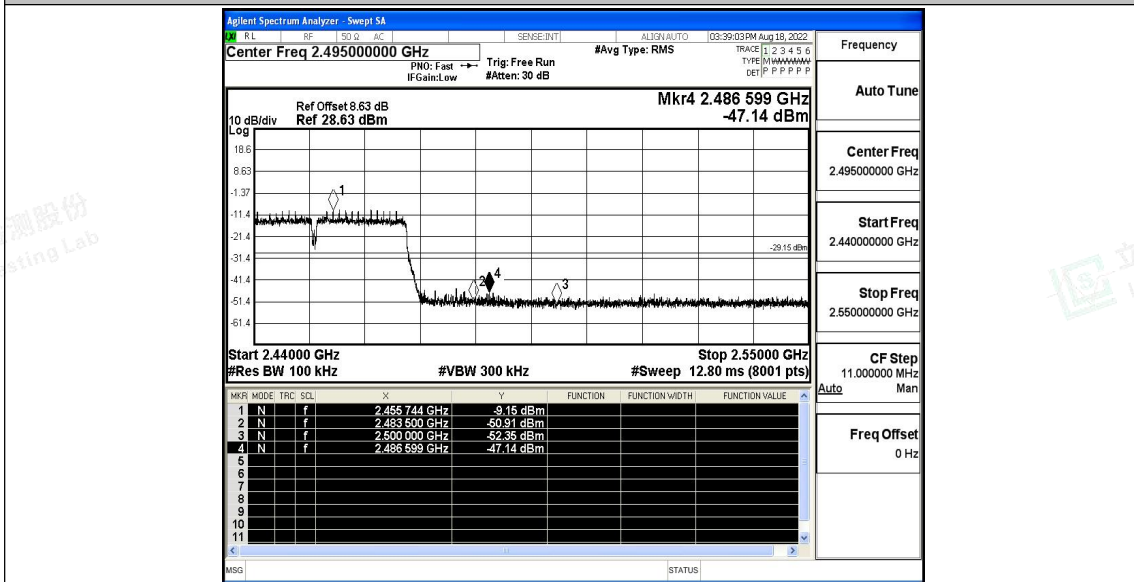 Agilent Spectrum Analyzer - Swept SA
LXI RL RF 50 Ω AC SENSE:INT ALIGN AUTO 03:39:03 PM Aug 18, 2022
Center Freq 2.495000000 GHz
#Avg Type: RMS
TRACE 1 2 3 4 5 6
PNO: Fast
Trig: Free Run
TYPE M
IFGain:Low
#Atten: 30 dB
DET P P P P P P
Mkr4 2.486 599 GHz
-47.14 dBm
Ref Offset 8.63 dB
10 dB/div Ref 28.63 dBm
Log
18.6
8.63
-1.37
-11.4
-21.4
-31.4
-41.4
-51.4
-61.4
1
2
4
3
-29.15 dBm
Start 2.44000 GHz Stop 2.55000 GHz
#Res BW 100 kHz #VBW 300 kHz #Sweep 12.80 ms (8001 pts)
MKR MODE TRC SCL X Y FUNCTION FUNCTION WIDTH FUNCTION VALUE
1 N f 2.455 744 GHz -9.15 dBm
2 N f 2.483 500 GHz -50.91 dBm
3 N f 2.500 000 GHz -52.35 dBm
4 N f 2.486 599 GHz -47.14 dBm
5
6
7
8
9
10
11
MSG STATUS
Frequency
Auto Tune
Center Freq
2.495000000 GHz
Start Freq
2.440000000 GHz
Stop Freq
2.550000000 GHz
CF Step
11.000000 MHz
Auto Man
Freq Offset
0 Hz
测股份
sting Lab
立